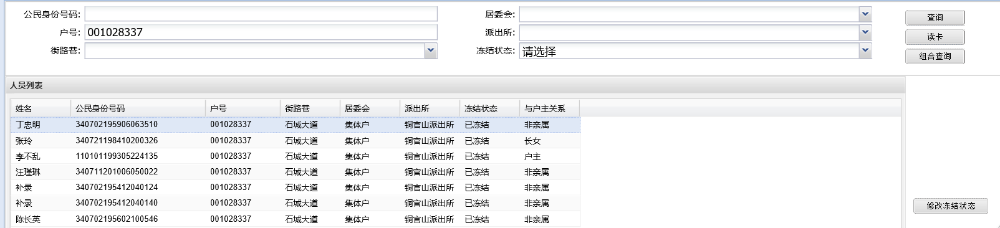 公民身份号码: 居委会: 查询
户号: 001028337 派出所: 读卡
街路巷: 冻结状态: 请选择 组合查询
人员列表
姓名 公民身份号码 户号 街路巷 居委会 派出所 冻结状态 与户主关系
丁忠明 340702195906063510 001028337 石城大道 集体户 铜官山派出所 已冻结 非亲属
张玲 340721198410200326 001028337 石城大道 集体户 铜官山派出所 已冻结 长女
李不乱 110101199305224135 001028337 石城大道 集体户 铜官山派出所 已冻结 户主
汪瑾琳 340711201006050022 001028337 石城大道 集体户 铜官山派出所 已冻结 非亲属
补录 340702195412040124 001028337 石城大道 集体户 铜官山派出所 已冻结 非亲属
补录 340702195412040140 001028337 石城大道 集体户 铜官山派出所 已冻结 非亲属
修改冻结状态
陈长英 340702195602100546 001028337 石城大道 集体户 铜官山派出所 已冻结 非亲属